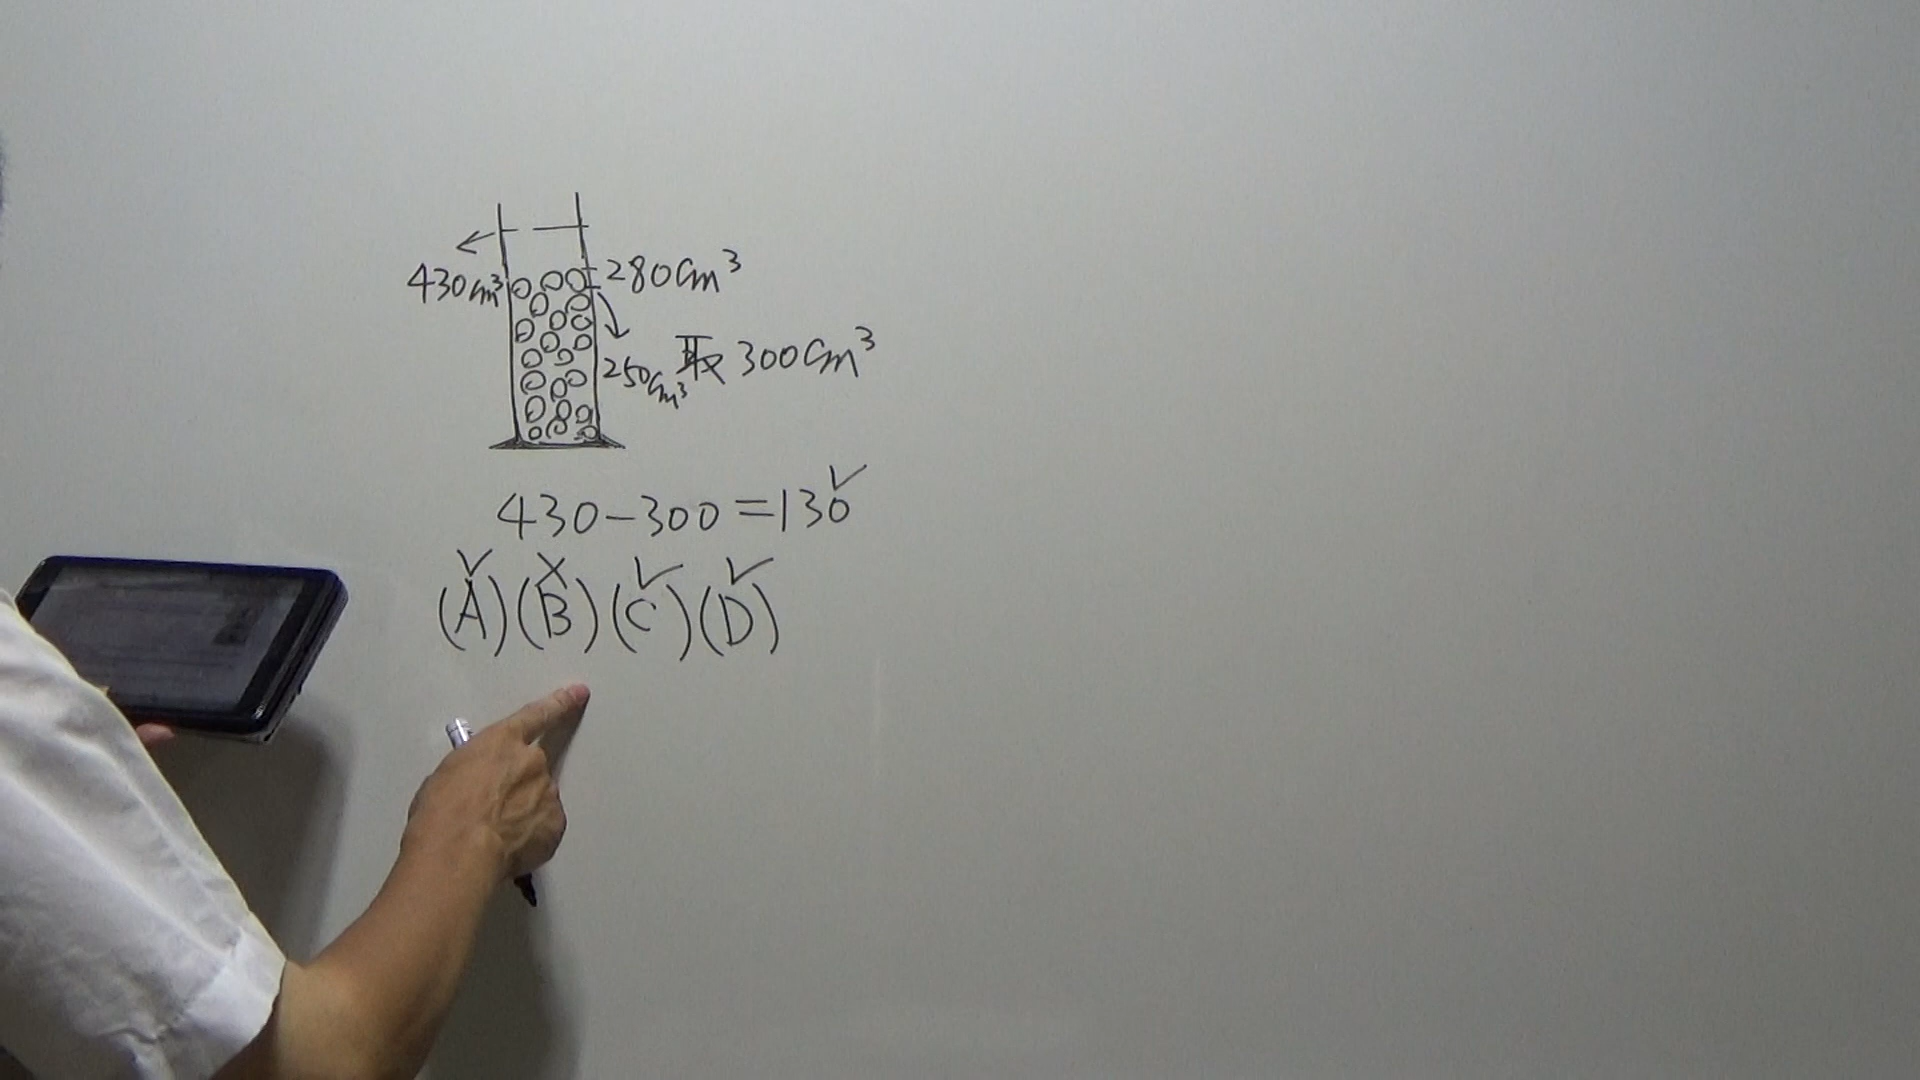 280cm³
430cm³
250cm³ 取 300cm³
430-300=130 ✓
✓ ✗ ✓ ✓
(A)(B)(C)(D)